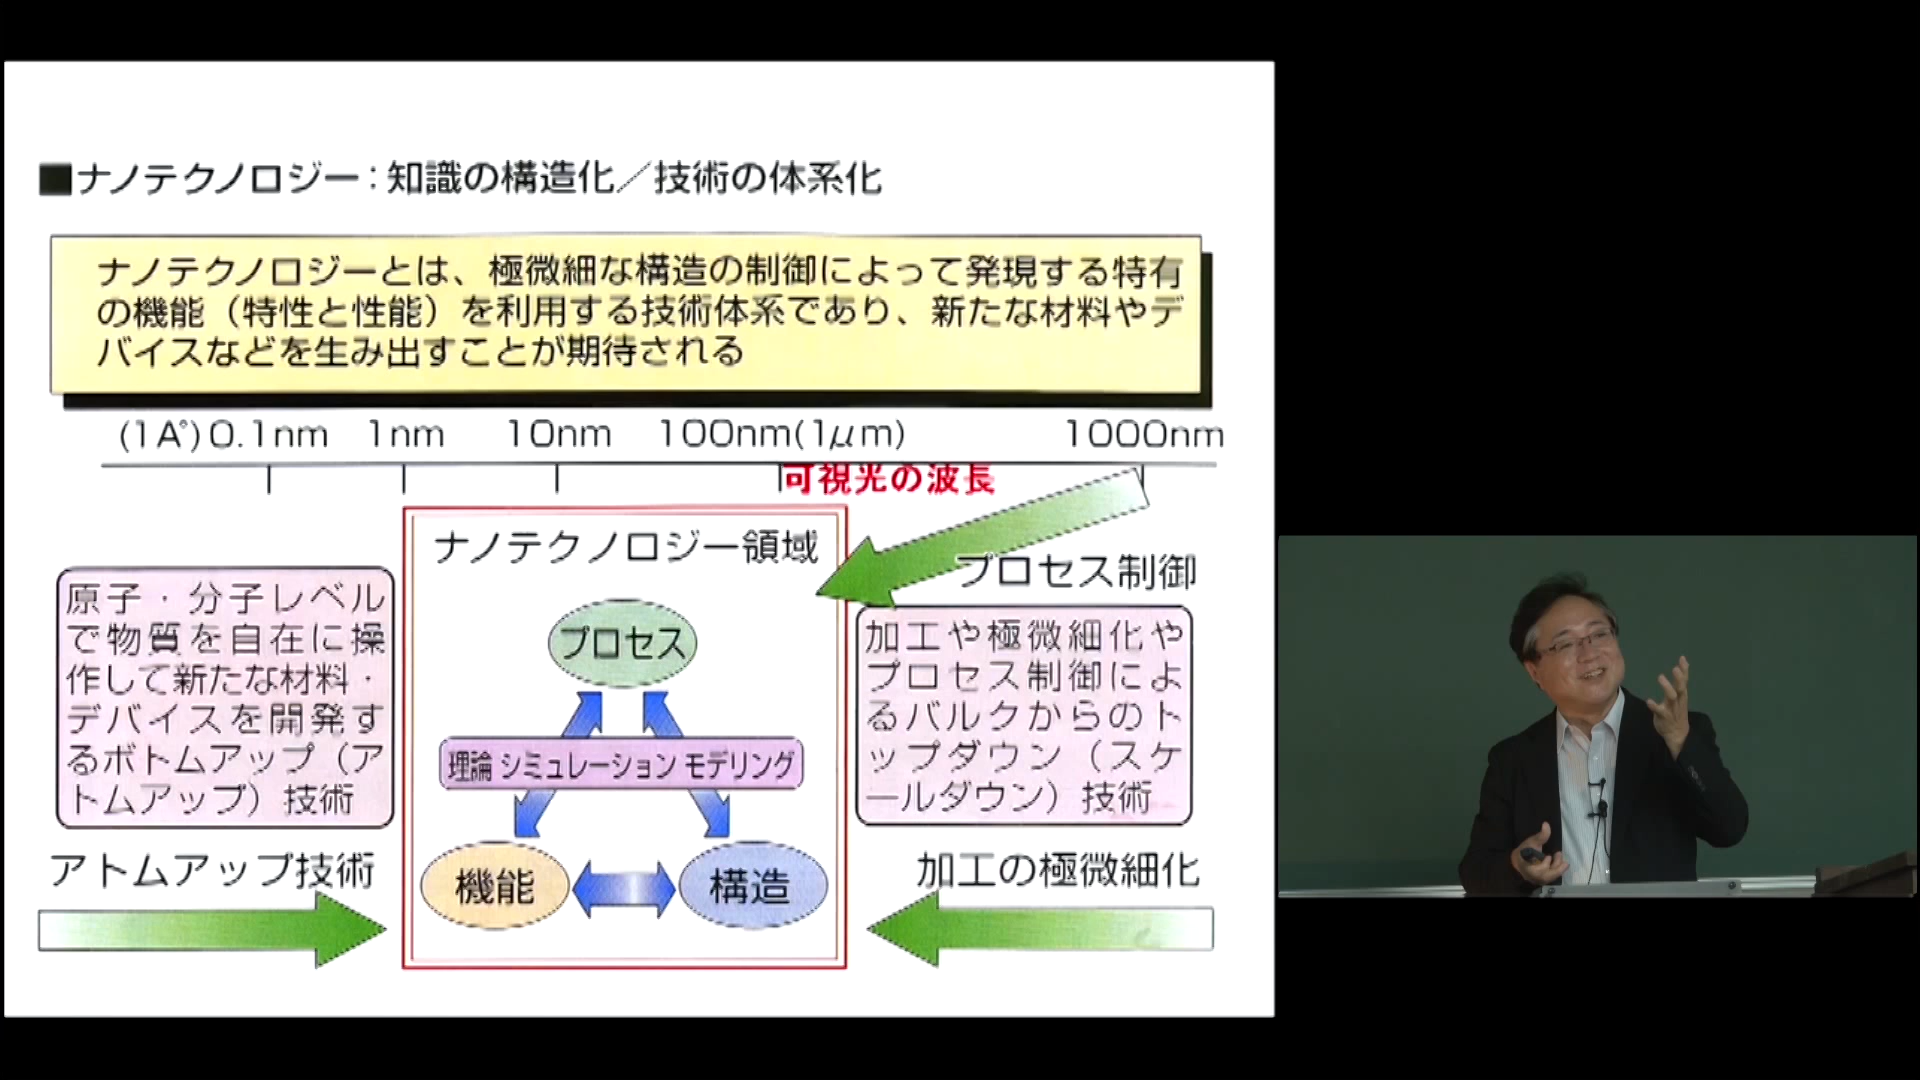 ■ナノテクノロジー：知識の構造化／技術の体系化
ナノテクノロジーとは、極微細な構造の制御によって発現する特有
の機能（特性と性能）を利用する技術体系であり、新たな材料やデ
バイスなどを生み出すことが期待される
(1A°) 0.1nm 1nm 10nm 100nm(1μm) 1000nm
可視光の波長
ナノテクノロジー領域
プロセス制御
原子・分子レベル
で物質を自在に操
作して新たな材料・
デバイスを開発す
るボトムアップ（ア
トムアップ）技術
プロセス
理論 シミュレーション モデリング
機能
構造
加工や極微細化や
プロセス制御によ
るバルクからのト
ップダウン（スケ
ールダウン）技術
アトムアップ技術
加工の極微細化